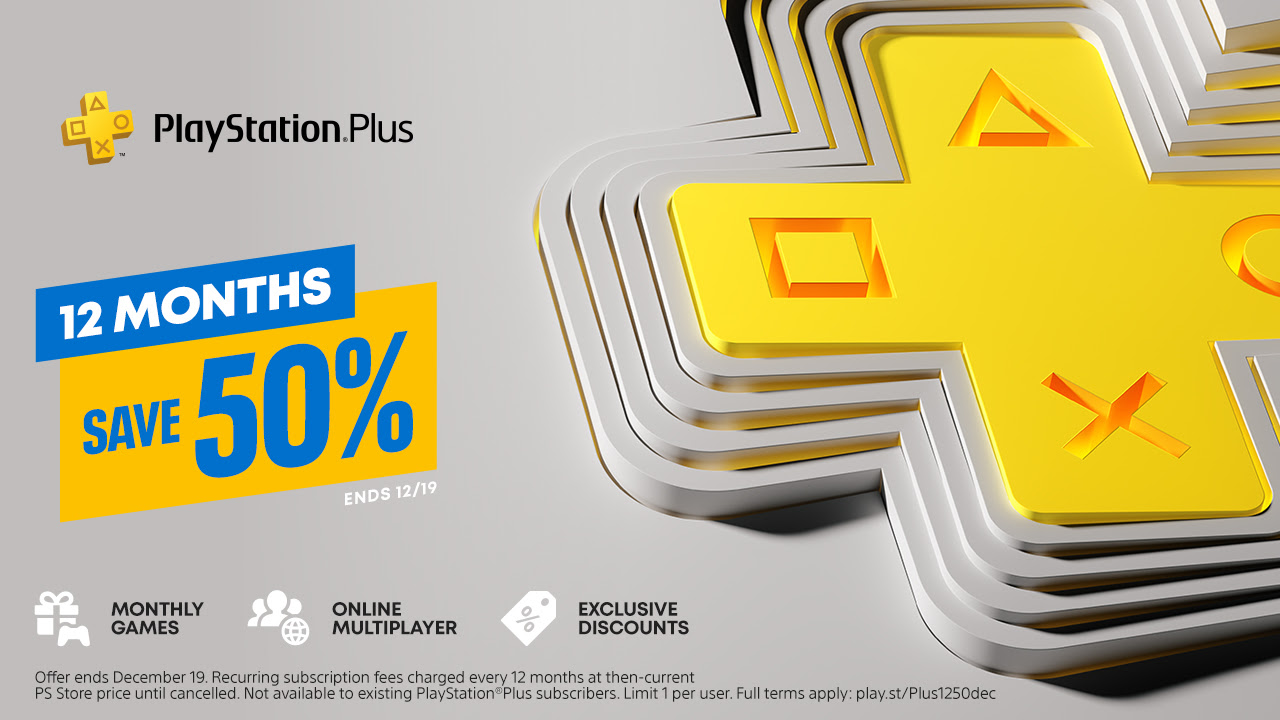 PlayStation®Plus
™
12 MONTHS
SAVE 50%
ENDS 12/19
MONTHLY
GAMES
ONLINE
MULTIPLAYER
%
EXCLUSIVE
DISCOUNTS
Offer ends December 19. Recurring subscription fees charged every 12 months at then-current
PS Store price until cancelled. Not available to existing PlayStation®Plus subscribers. Limit 1 per user. Full terms apply: play.st/Plus1250dec